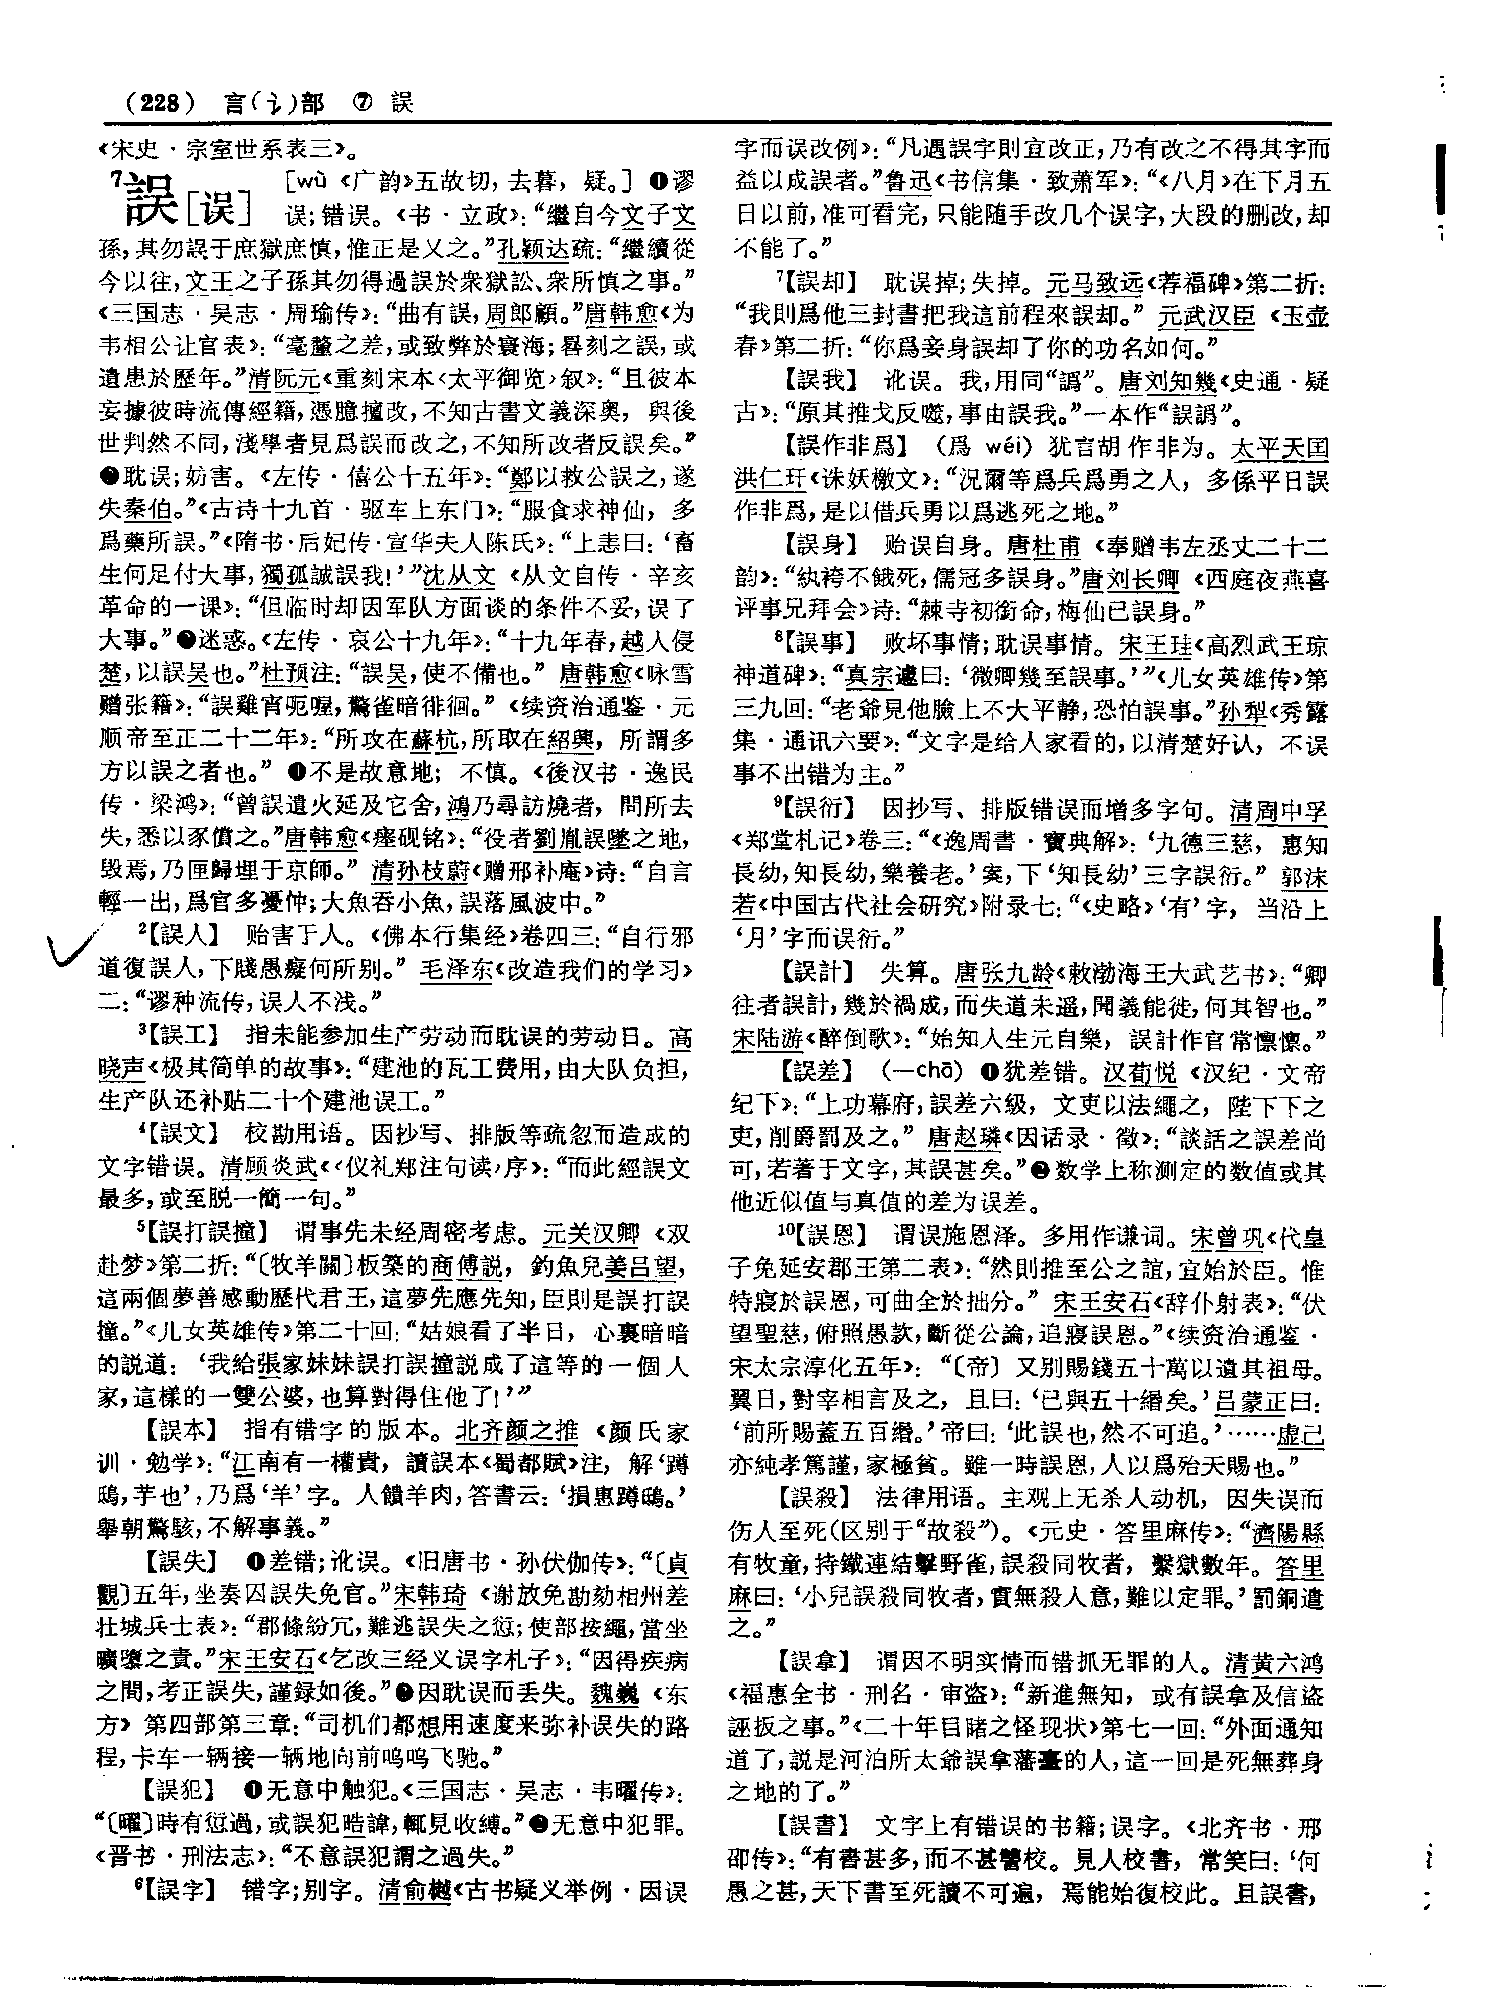 (228) 言(讠)部 ⑦ 誤
《宋史·宗室世系表三》。
⁷誤[误] [wù《广韵》五故切,去暮,疑。] ❶谬
误;错误。《书·立政》:“繼自今文子文
孫,其勿誤于庶獄庶慎,惟正是乂之。”孔颖达疏:“繼續從
今以往,文王之子孫其勿得過誤於衆獄訟、衆所慎之事。”
《三国志·吴志·周瑜传》:“曲有誤,周郎顧。”唐韩愈《为
韦相公让官表》:“毫釐之差,或致弊於寰海;晷刻之誤,或
遺患於歷年。”清阮元《重刻宋本〈太平御览〉叙》:“且彼本
妄據彼時流傳經籍,憑臆擅改,不知古書文義深奥,與後
世判然不同,淺學者見爲誤而改之,不知所改者反誤矣。”
❷耽误;妨害。《左传·僖公十五年》:“鄭以救公誤之,遂
失秦伯。”《古诗十九首·驱车上东门》:“服食求神仙,多
爲藥所誤。”《隋书·后妃传·宣华夫人陈氏》:“上恚曰:‘畜
生何足付大事,獨孤誠誤我!’”沈从文《从文自传·辛亥
革命的一课》:“但临时却因军队方面谈的条件不妥,误了
大事。”❸迷惑。《左传·哀公十九年》:“十九年春,越人侵
楚,以誤吴也。”杜预注:“誤吴,使不備也。” 唐韩愈《咏雪
赠张籍》:“誤雞宵呃喔,驚雀暗徘徊。”《续资治通鉴·元
顺帝至正二十二年》:“所攻在蘇杭,所取在紹興,所謂多
方以誤之者也。” ❹不是故意地;不慎。《後汉书·逸民
传·梁鸿》:“曾誤遺火延及它舍,鴻乃尋訪燒者,問所去
失,悉以豕償之。”唐韩愈《瘗砚铭》:“役者劉胤誤墜之地,
毁焉,乃匣歸埋于京師。” 清孙枝蔚《赠邢补庵》诗:“自言
輕一出,爲官多憂忡;大魚吞小魚,誤落風波中。”
²【誤人】 贻害于人。《佛本行集经》卷四三:“自行邪
道復誤人,下賤愚癡何所别。” 毛泽东《改造我们的学习》
二:“谬种流传,误人不浅。”
³【誤工】 指未能参加生产劳动而耽误的劳动日。高
晓声《极其简单的故事》:“建池的瓦工费用,由大队负担,
生产队还补贴二十个建池误工。”
⁴【誤文】 校勘用语。因抄写、排版等疏忽而造成的
文字错误。清顾炎武《〈仪礼郑注句读〉序》:“而此經誤文
最多,或至脱一簡一句。”
⁵【誤打誤撞】 谓事先未经周密考虑。元关汉卿《双
赴梦》第二折:“〔牧羊關〕板築的商傅説,釣魚兒姜吕望,
這兩個夢善感動歷代君王,這夢先應先知,臣則是誤打誤
撞。”《儿女英雄传》第二十回:“姑娘看了半日,心裏暗暗
的説道:‘我給張家妹妹誤打誤撞説成了這等的一個人
家,這樣的一雙公婆,也算對得住他了!’”
【誤本】 指有错字的版本。北齐颜之推《颜氏家
训·勉学》:“江南有一權貴,讀誤本《蜀都賦》注,解‘蹲
鴟,芋也’,乃爲‘羊’字。人饋羊肉,答書云:‘損惠蹲鴟。’
舉朝驚駭,不解事義。”
【誤失】 ❶差错;讹误。《旧唐书·孙伏伽传》:“〔貞
觀〕五年,坐奏囚誤失免官。”宋韩琦《谢放免勘劾相州差
壮城兵士表》:“郡條紛冗,難逃誤失之愆;使部按繩,當坐
曠隳之責。”宋王安石《乞改三经义误字札子》:“因得疾病
之間,考正誤失,謹録如後。”❷因耽误而丢失。魏巍《东
方》第四部第三章:“司机们都想用速度来弥补误失的路
程,卡车一辆接一辆地向前呜呜飞驰。”
【誤犯】 ❶无意中触犯。《三国志·吴志·韦曜传》:
“〔曜〕時有愆過,或誤犯晧諱,輒見收縛。”❷无意中犯罪。
《晋书·刑法志》:“不意誤犯謂之過失。”
⁶【誤字】 错字;别字。清俞樾《古书疑义举例·因误
字而误改例》:“凡遇誤字則宜改正,乃有改之不得其字而
益以成誤者。”鲁迅《书信集·致萧军》:“《八月》在下月五
日以前,准可看完,只能随手改几个误字,大段的删改,却
不能了。”
⁷【誤却】 耽误掉;失掉。元马致远《荐福碑》第二折:
“我則爲他三封書把我這前程來誤却。” 元武汉臣《玉壶
春》第二折:“你爲妾身誤却了你的功名如何。”
【誤我】 讹误。我,用同“譌”。唐刘知幾《史通·疑
古》:“原其推戈反噬,事由誤我。”一本作“誤譌”。
【誤作非爲】 (爲 wéi) 犹言胡作非为。太平天囯
洪仁玕《诛妖檄文》:“況爾等爲兵爲勇之人,多係平日誤
作非爲,是以借兵勇以爲逃死之地。”
【誤身】 贻误自身。唐杜甫《奉赠韦左丞丈二十二
韵》:“紈袴不餓死,儒冠多誤身。”唐刘长卿《西庭夜燕喜
评事兄拜会》诗:“棘寺初銜命,梅仙已誤身。”
⁸【誤事】 败坏事情;耽误事情。宋王珪《高烈武王琼
神道碑》:“真宗遽曰:‘微卿幾至誤事。’”《儿女英雄传》第
三九回:“老爺見他臉上不大平静,恐怕誤事。”孙犁《秀露
集·通讯六要》:“文字是给人家看的,以清楚好认,不误
事不出错为主。”
⁹【誤衍】 因抄写、排版错误而增多字句。清周中孚
《郑堂札记》卷三:“《逸周書·寶典解》:‘九德三慈,惠知
長幼,知長幼,樂養老。’案,下‘知長幼’三字誤衍。” 郭沫
若《中国古代社会研究》附录七:“《史略》‘有’字,当沿上
‘月’字而误衍。”
【誤計】 失算。唐张九龄《敕渤海王大武艺书》:“卿
往者誤計,幾於禍成,而失道未遥,聞義能徙,何其智也。”
宋陆游《醉倒歌》:“始知人生元自樂,誤計作官常懔懔。”
【誤差】 (—chā) ❶犹差错。汉荀悦《汉纪·文帝
纪下》:“上功幕府,誤差六級,文吏以法繩之,陛下下之
吏,削爵罰及之。” 唐赵璘《因话录·徵》:“談話之誤差尚
可,若著于文字,其誤甚矣。”❷数学上称测定的数值或其
他近似值与真值的差为误差。
¹⁰【誤恩】 谓误施恩泽。多用作谦词。宋曾巩《代皇
子免延安郡王第二表》:“然則推至公之誼,宜始於臣。惟
特寢於誤恩,可曲全於拙分。” 宋王安石《辞仆射表》:“伏
望聖慈,俯照愚款,斷從公論,追寢誤恩。”《续资治通鉴·
宋太宗淳化五年》:“〔帝〕又别賜錢五十萬以遺其祖母。
翼日,對宰相言及之,且曰:‘已與五十緡矣。’吕蒙正曰:
‘前所賜蓋五百緡。’帝曰:‘此誤也,然不可追。’……虚己
亦純孝篤謹,家極貧。雖一時誤恩,人以爲殆天賜也。”
【誤殺】 法律用语。主观上无杀人动机,因失误而
伤人至死(区别于“故殺”)。《元史·答里麻传》:“濟陽縣
有牧童,持鐵連結擊野雀,誤殺同牧者,繫獄數年。答里
麻曰:‘小兒誤殺同牧者,實無殺人意,難以定罪。’罰銅遣
之。”
【誤拿】 谓因不明实情而错抓无罪的人。清黄六鸿
《福惠全书·刑名·审盗》:“新進無知,或有誤拿及信盜
誣扳之事。”《二十年目睹之怪现状》第七一回:“外面通知
道了,説是河泊所太爺誤拿藩臺的人,這一回是死無葬身
之地的了。”
【誤書】 文字上有错误的书籍;误字。《北齐书·邢
邵传》:“有書甚多,而不甚讐校。見人校書,常笑曰:‘何
愚之甚,天下書至死讀不可遍,焉能始復校此。且誤書,